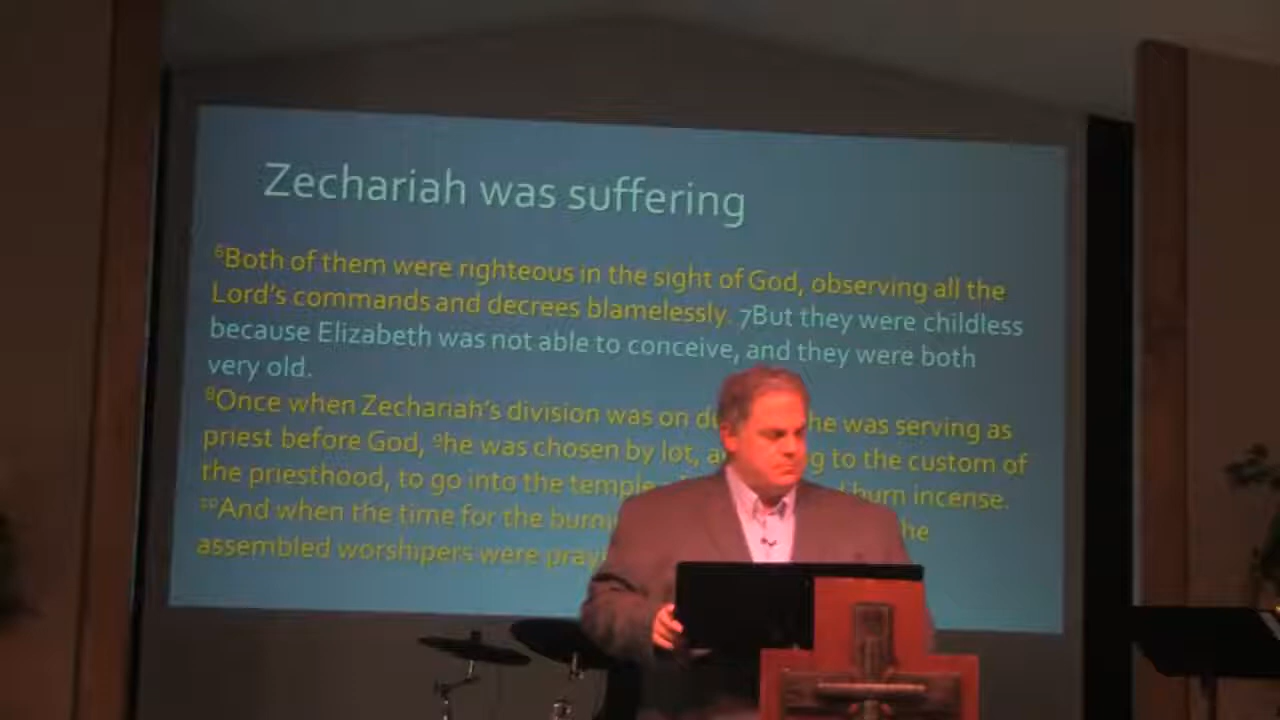 Zechariah was suffering
⁶Both of them were righteous in the sight of God, observing all the
Lord's commands and decrees blamelessly. 7But they were childless
because Elizabeth was not able to conceive, and they were both
very old.
⁸Once when Zechariah's division was on he was serving as
priest before God, ⁹he was chosen by lot, to the custom of
the priesthood, to go into the temple burn incense.
¹⁰And when the time for the
assembled worshipers were